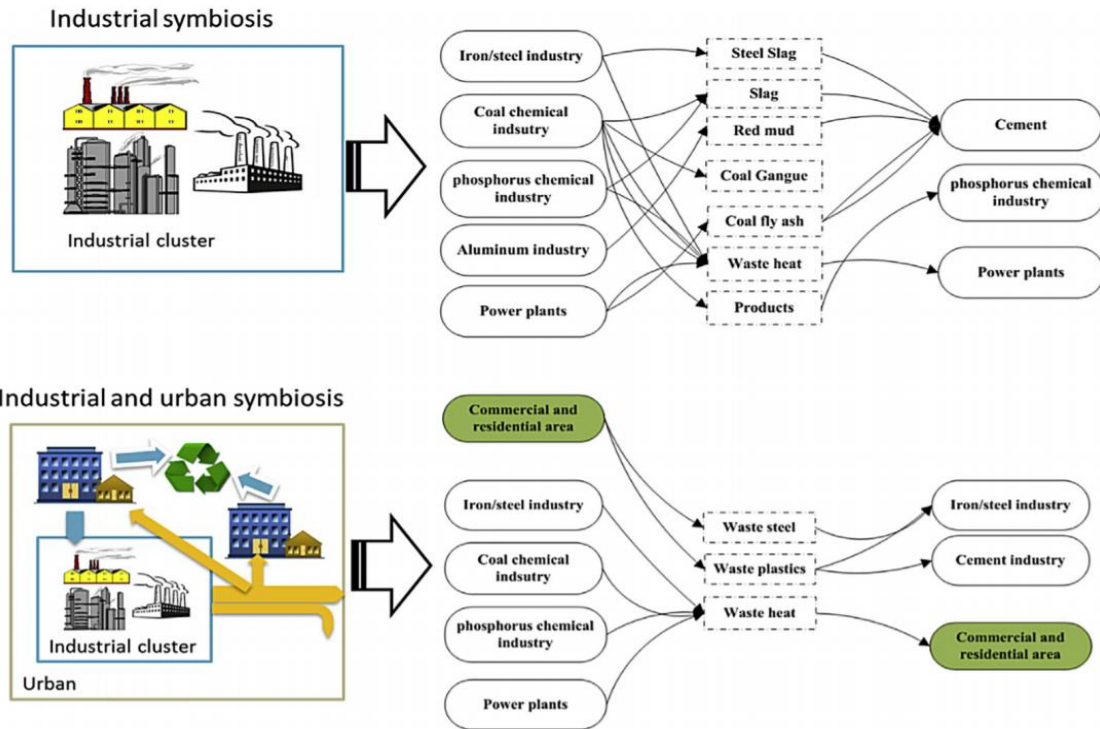 Industrial symbiosis
Industrial cluster
Iron/steel industry
Coal chemical
indsutry
phosphorus chemical
industry
Aluminum industry
Power plants
Steel Slag
Slag
Red mud
Coal Gangue
Coal fly ash
Waste heat
Products
Cement
phosphorus chemical
industry
Power plants
Industrial and urban symbiosis
Industrial cluster
Urban
Commercial and
residential area
Iron/steel industry
Coal chemical
indsutry
phosphorus chemical
industry
Power plants
Waste steel
Waste plastics
Waste heat
Iron/steel industry
Cement industry
Commercial and
residential area